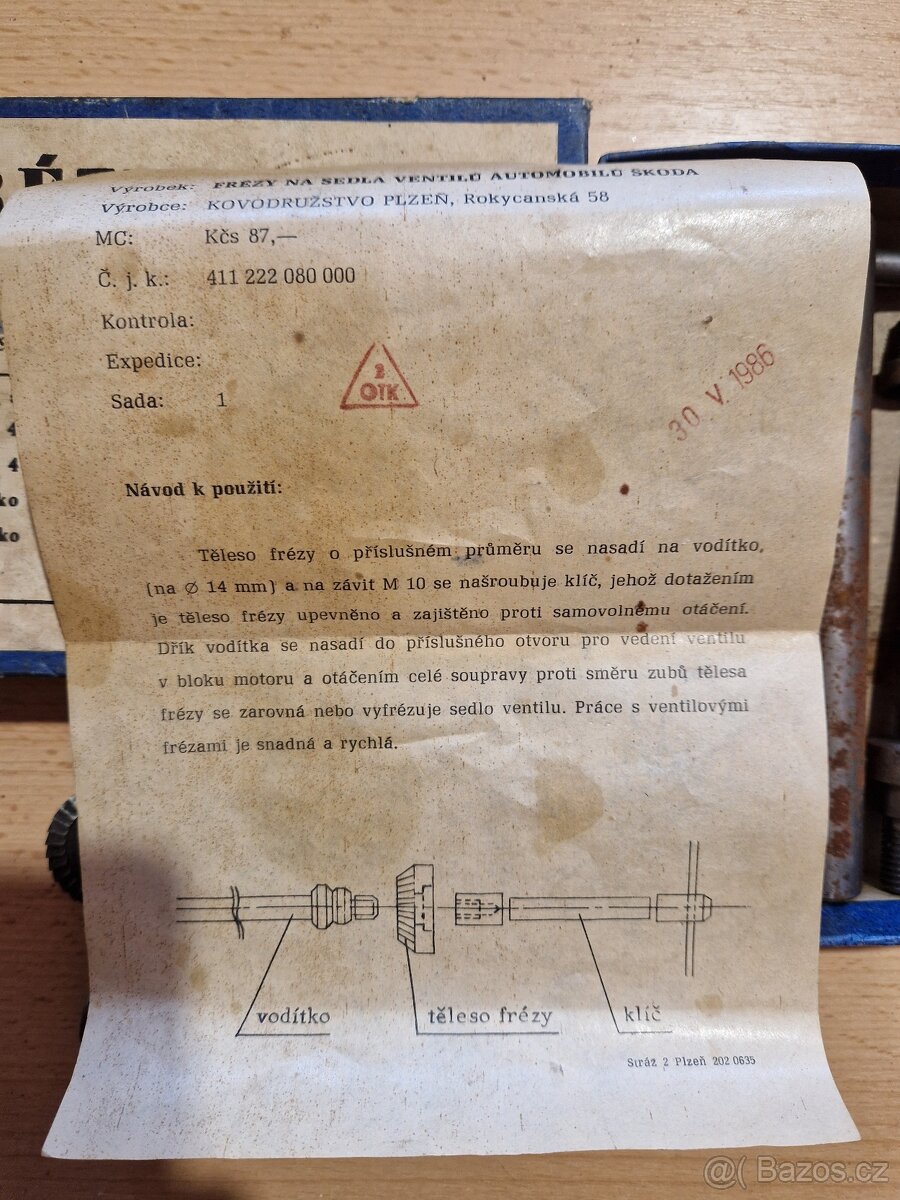 Výrobek: FRÉZY NA SEDLA VENTILŮ AUTOMOBILŮ ŠKODA
Výrobce: KOVODRUŽSTVO PLZEŇ, Rokycanská 58
MC: Kčs 87,—
Č. j. k.: 411 222 080 000
Kontrola:
Expedice:
Sada: 1
2
OTK
30 V. 1986
4
4
ko
ko
Návod k použití:
Těleso frézy o příslušném průměru se nasadí na vodítko,
(na Ø 14 mm) a na závit M 10 se našroubuje klíč, jehož dotažením
je těleso frézy upevněno a zajištěno proti samovolnému otáčení.
Dřík vodítka se nasadí do příslušného otvoru pro vedení ventilu
v bloku motoru a otáčením celé soupravy proti směru zubů tělesa
frézy se zarovná nebo vyfrézuje sedlo ventilu. Práce s ventilovými
frézami je snadná a rychlá.
vodítko
těleso frézy
klíč
Stráž 2 Plzeň 202 0635
@( Bazos.cz